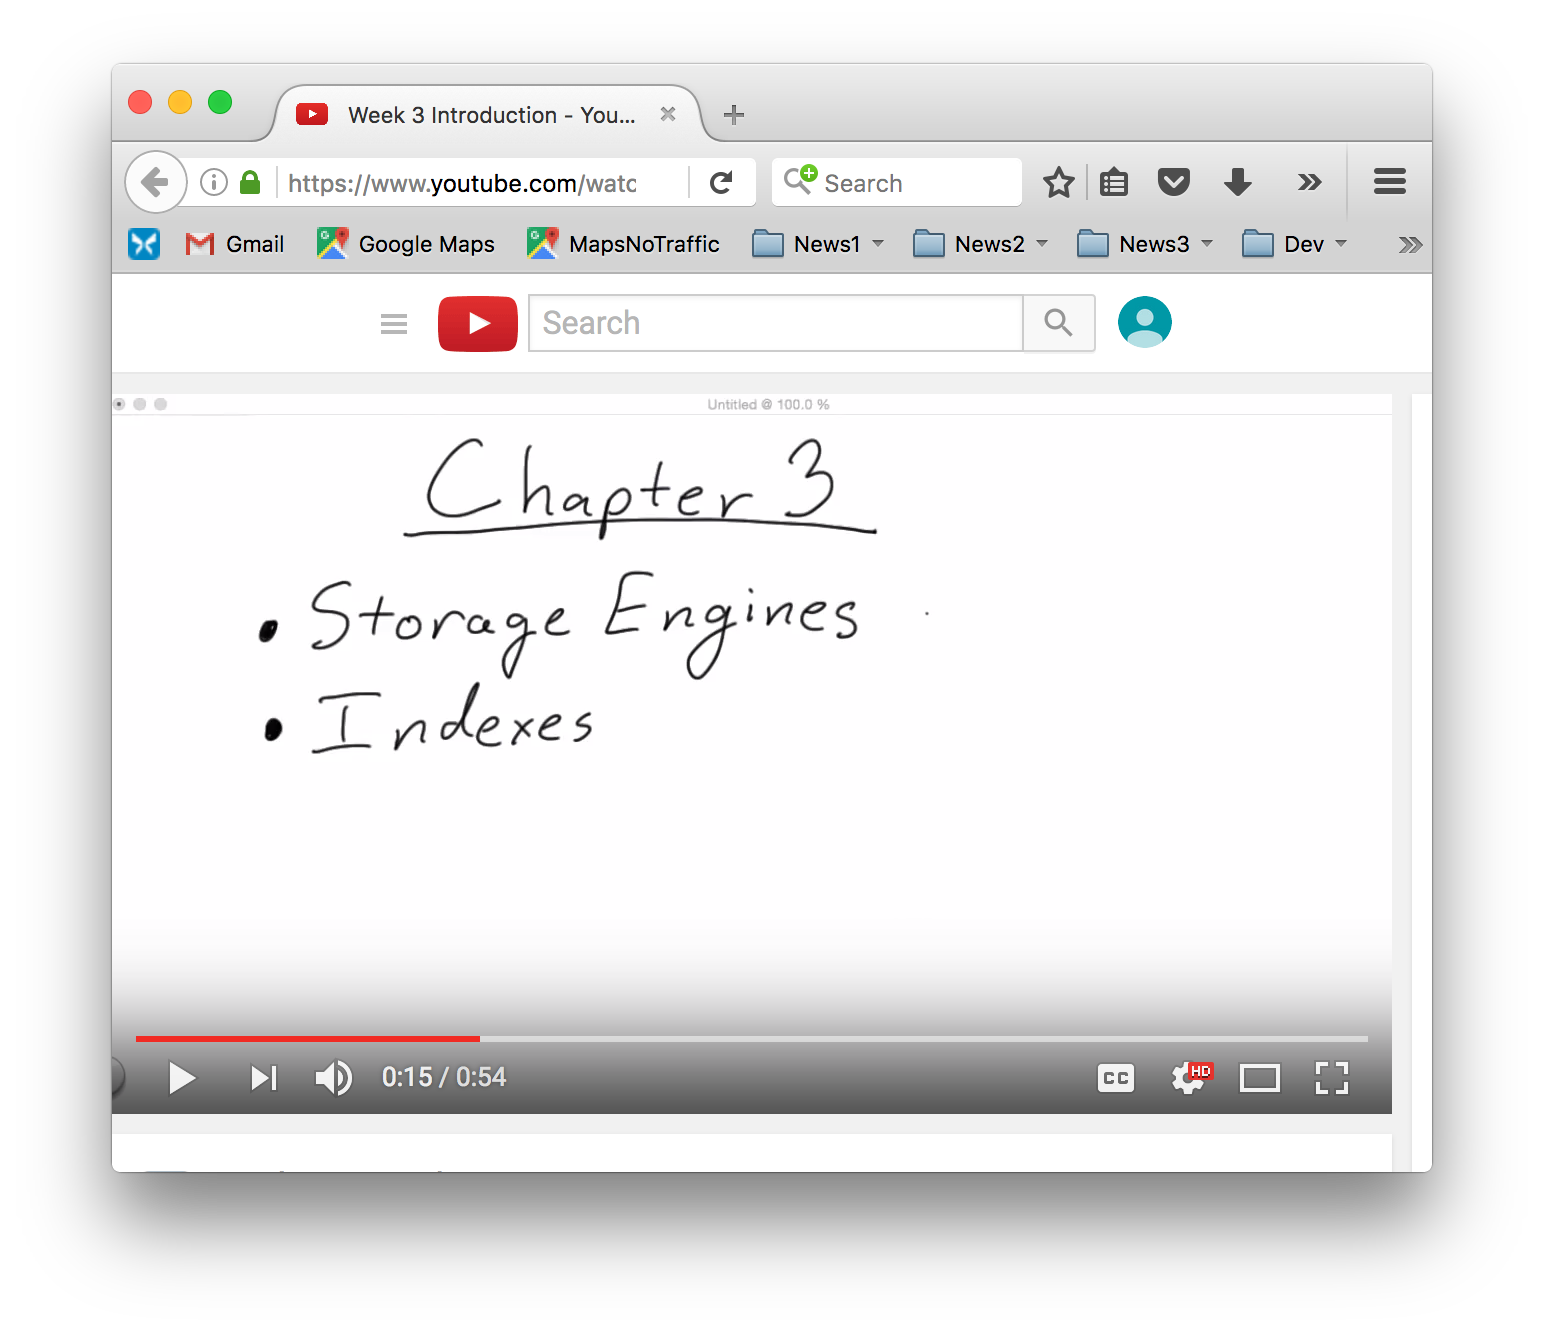 Week 3 Introduction - You...
https://www.youtube.com/watc
Search
Gmail Google Maps MapsNoTraffic News1 News2 News3 Dev
Search
Untitled @ 100.0 %
Chapter 3
• Storage Engines
• Indexes
0:15 / 0:54
CC
HD